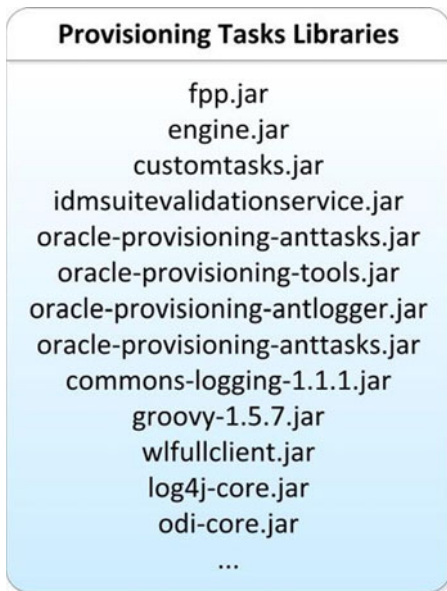 Provisioning Tasks Libraries
fpp.jar
engine.jar
customtasks.jar
idmsuitevalidationservice.jar
oracle-provisioning-anttasks.jar
oracle-provisioning-tools.jar
oracle-provisioning-antlogger.jar
oracle-provisioning-anttasks.jar
commons-logging-1.1.1.jar
groovy-1.5.7.jar
wlfullclient.jar
log4j-core.jar
odi-core.jar
...